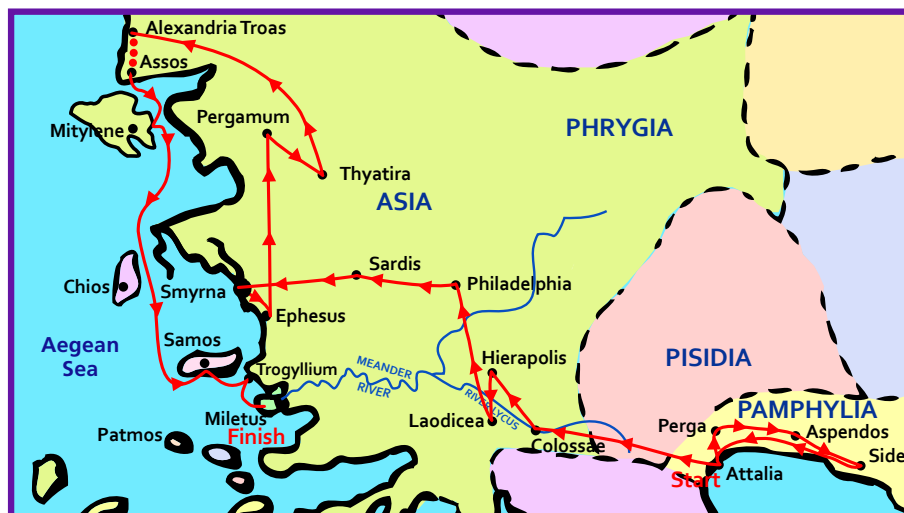 Alexandria Troas
Assos
Mitylene
Pergamum
Thyatira
PHRYGIA
ASIA
Sardis
Philadelphia
Chios
Smyrna
Ephesus
Aegean
Sea
Samos
Trogyllium
MEANDER
RIVER
Hierapolis
PISIDIA
RIVER LYCUS
Miletus
Finish
Laodicea
Colossae
Patmos
PAMPHYLIA
Perga
Aspendos
Side
Start
Attalia